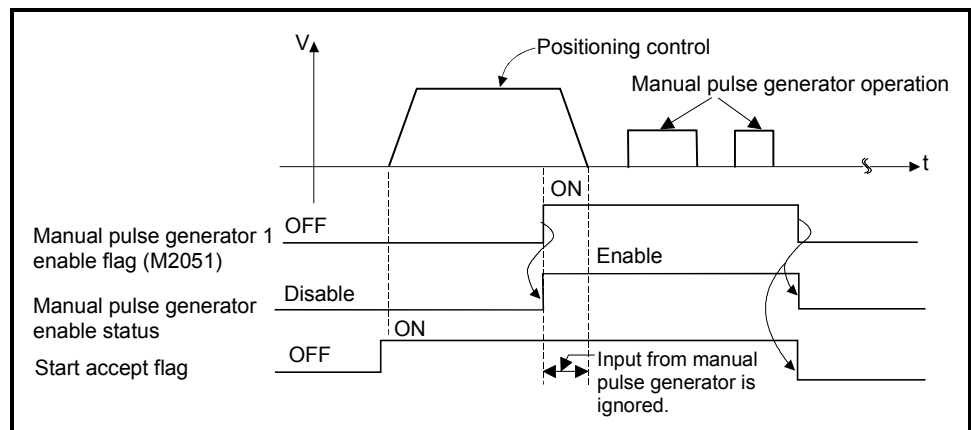 V
Positioning control
Manual pulse generator operation
t
ON
OFF
Manual pulse generator 1
enable flag (M2051)
Enable
Disable
Manual pulse generator
enable status
ON
OFF
Start accept flag
Input from manual
pulse generator is
ignored.